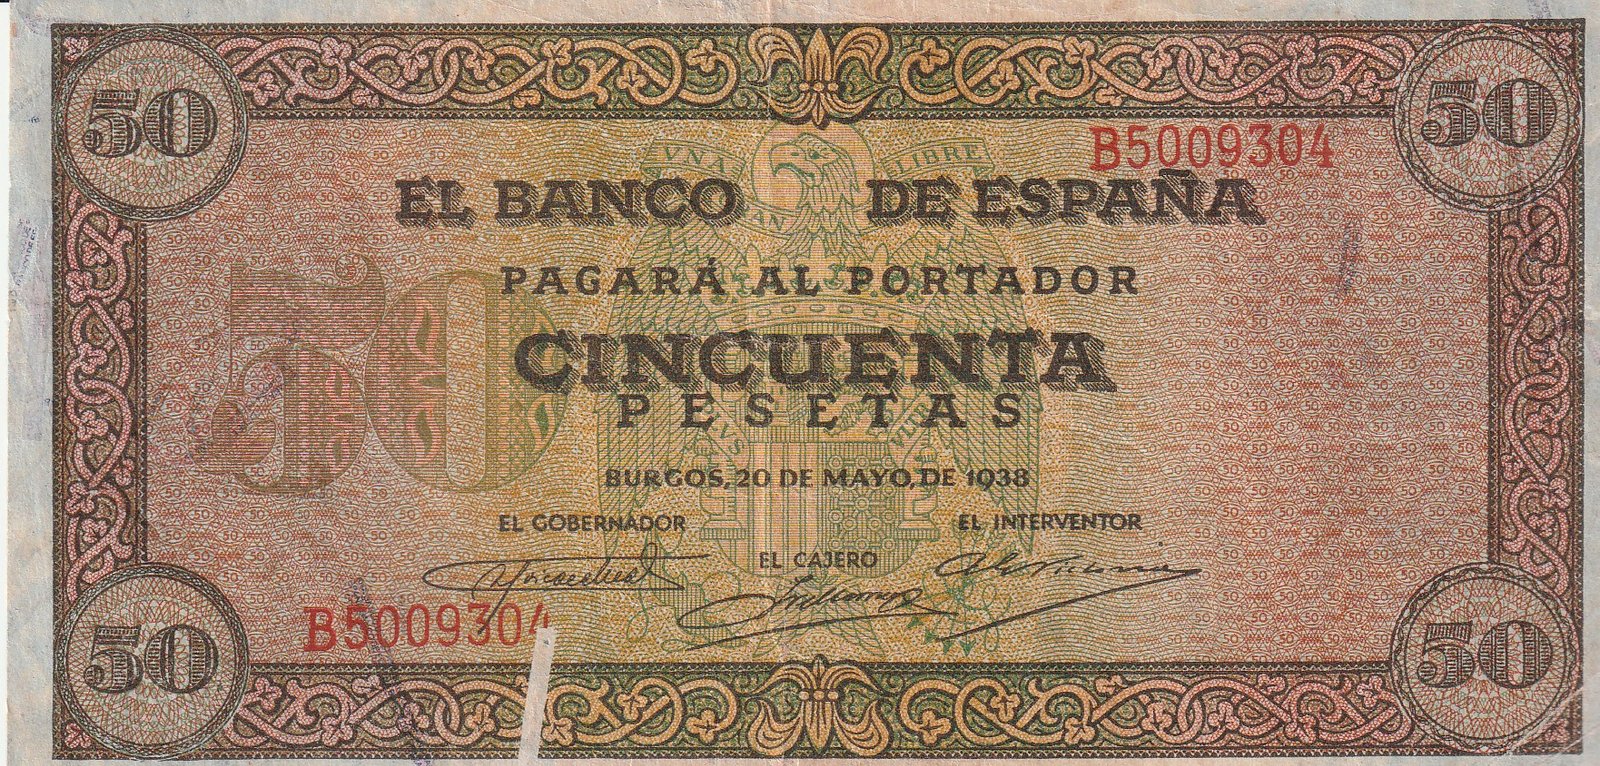 50
50
B5009304
VNA LIBRE
EL BANCO DE ESPAÑA
PAGARÁ AL PORTADOR
50
CINCUENTA
PESETAS
BURGOS, 20 DE MAYO, DE 1938
EL GOBERNADOR
EL INTERVENTOR
EL CAJERO
B5009304
50
50